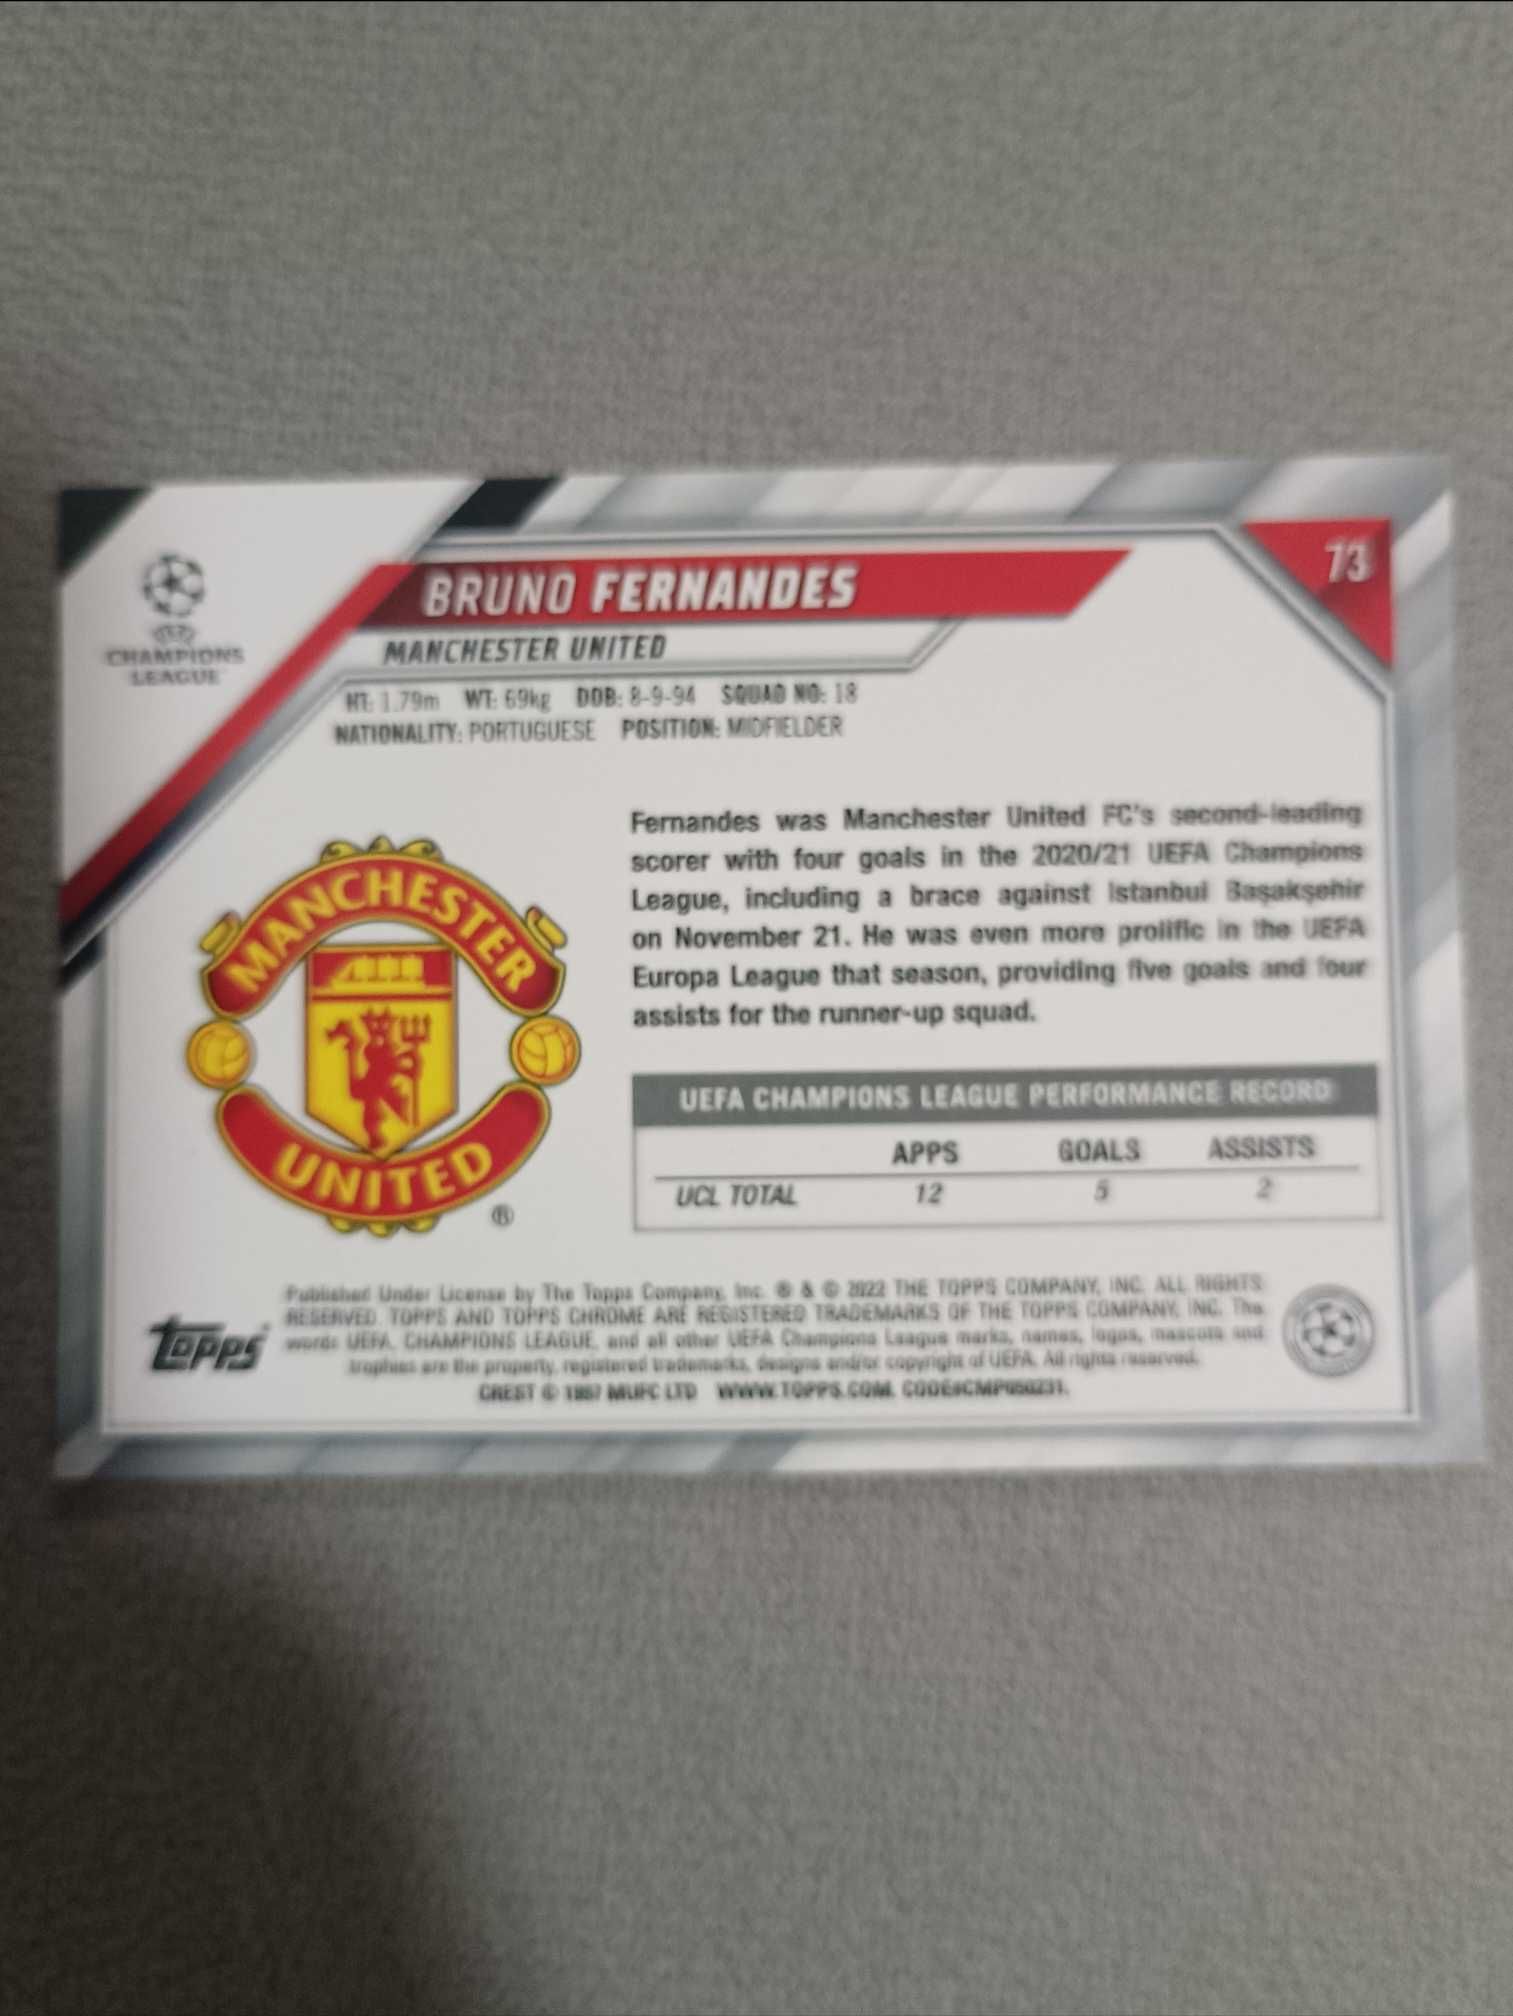 73
BRUNO FERNANDES
MANCHESTER UNITED
CHAMPIONS
LEAGUE
HT: 1.79m WT: 69kg DOB: 8-9-94 SQUAD NO: 18
NATIONALITY: PORTUGUESE POSITION: MIDFIELDER
MANCHESTER
UNITED
®
Fernandes was Manchester United FC's second-leading
scorer with four goals in the 2020/21 UEFA Champions
League, including a brace against Istanbul Başakşehir
on November 21. He was even more prolific in the UEFA
Europa League that season, providing five goals and four
assists for the runner-up squad.
UEFA CHAMPIONS LEAGUE PERFORMANCE RECORD
APPS GOALS ASSISTS
UCL TOTAL 12 5 2
Topps
Published Under License by The Topps Company, Inc. ® & © 2022 THE TOPPS COMPANY, INC. ALL RIGHTS
RESERVED. TOPPS AND TOPPS CHROME ARE REGISTERED TRADEMARKS OF THE TOPPS COMPANY, INC. The
words UEFA, CHAMPIONS LEAGUE, and all other UEFA Champions League marks, names, logos, mascots and
trophies are the property, registered trademarks, designs and/or copyright of UEFA. All rights reserved.
CREST © MUFC LTD WWW.TOPPS.COM. CODE#CMP050231.